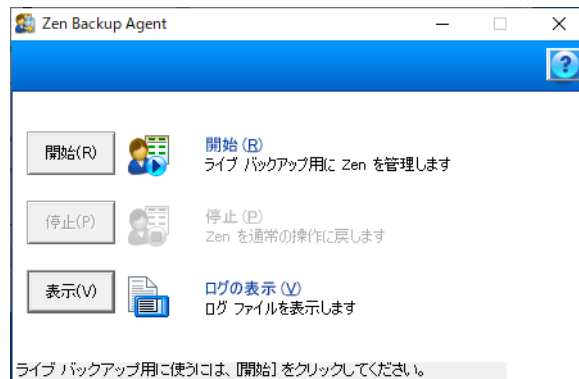 Zen Backup Agent
開始(R)
開始(R)
ライブ バックアップ用に Zen を管理します
停止(P)
停止(P)
Zen を通常の操作に戻します
表示(V)
ログの表示(V)
ログ ファイルを表示します
ライブ バックアップ用に使うには、[開始] をクリックしてください。